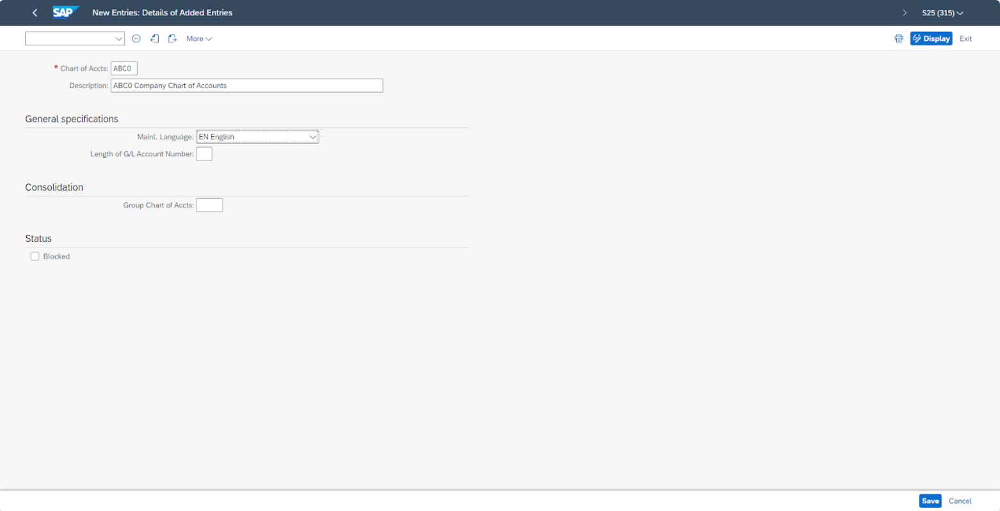 SAP New Entries: Details of Added Entries S25 (315)
More Display Exit
* Chart of Accts: ABC0
Description: ABC0 Company Chart of Accounts
General specifications
Maint. Language: EN English
Length of G/L Account Number:
Consolidation
Group Chart of Accts:
Status
Blocked
Save Cancel